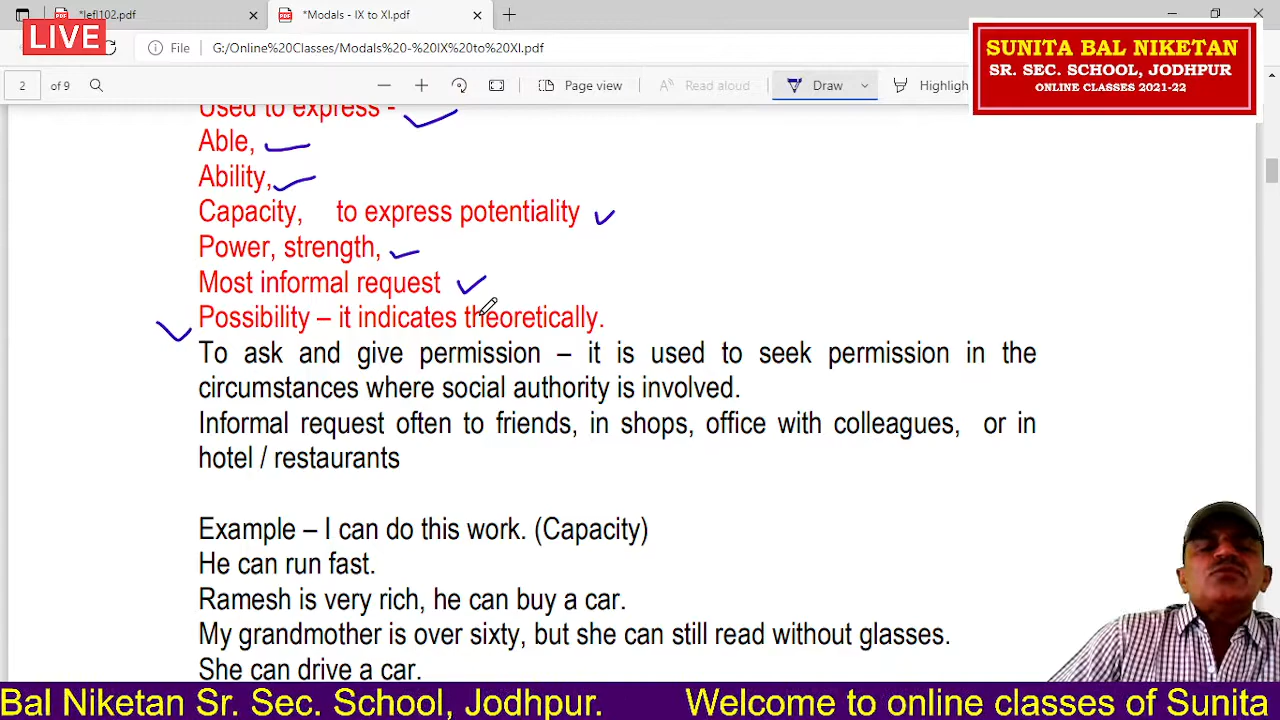 *lefl102.pdf
*Modals - IX to XI.pdf
LIVE
File
G:/Online%20Classes/Modals%20-%20IX%20to%20XI.pdf
SUNITA BAL NIKETAN
SR. SEC. SCHOOL, JODHPUR
ONLINE CLASSES 2021-22
2 of 9
Page view
Read aloud
Draw
Highligh
Used to express -
Able,
Ability,
Capacity, to express potentiality
Power, strength,
Most informal request
Possibility – it indicates theoretically.
To ask and give permission – it is used to seek permission in the
circumstances where social authority is involved.
Informal request often to friends, in shops, office with colleagues, or in
hotel / restaurants
Example – I can do this work. (Capacity)
He can run fast.
Ramesh is very rich, he can buy a car.
My grandmother is over sixty, but she can still read without glasses.
She can drive a car.
Bal Niketan Sr. Sec. School, Jodhpur. Welcome to online classes of Sunita